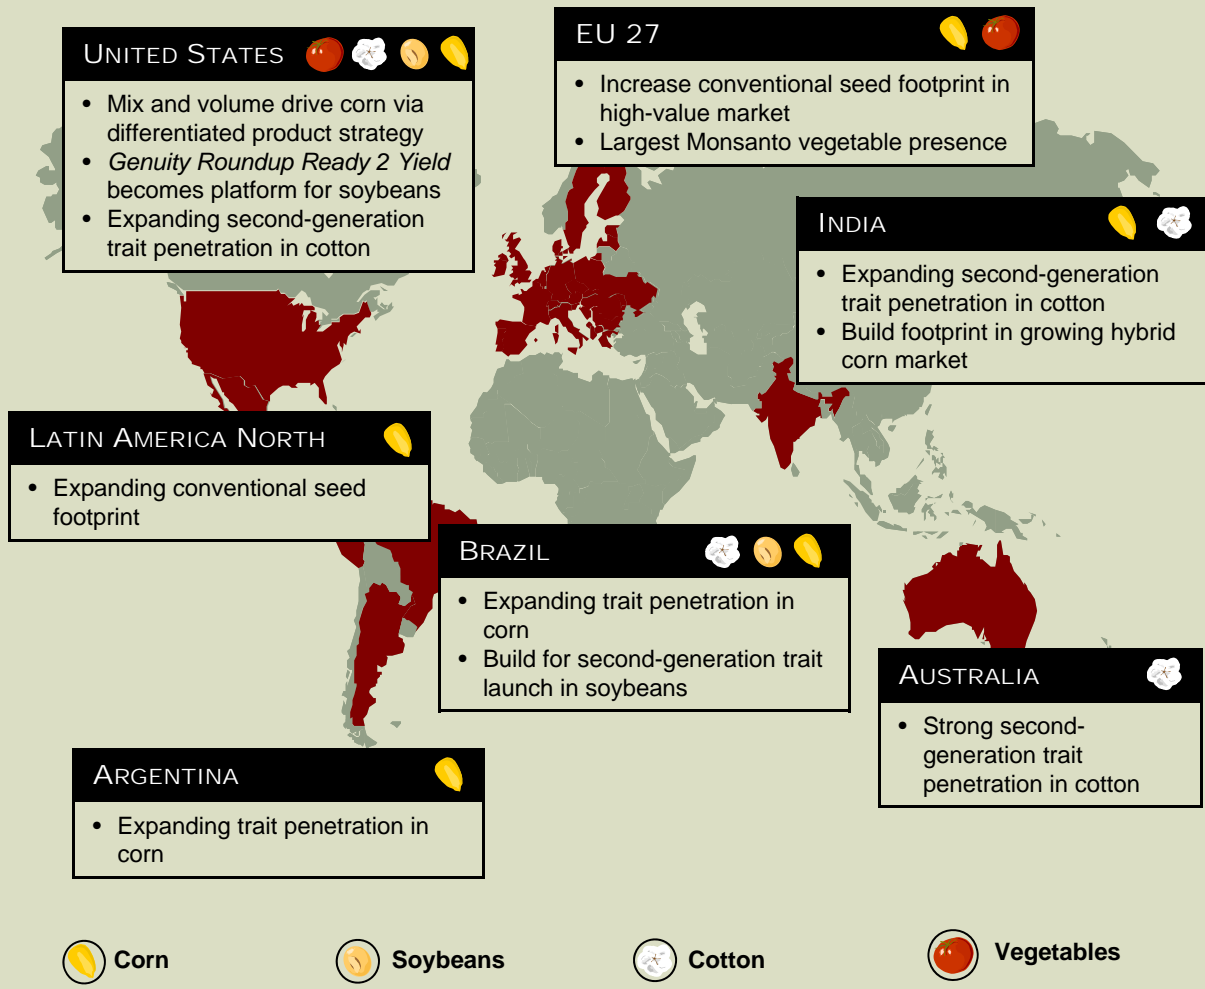 UNITED STATES
• Mix and volume drive corn via
differentiated product strategy
• Genuity Roundup Ready 2 Yield
becomes platform for soybeans
• Expanding second-generation
trait penetration in cotton
EU 27
• Increase conventional seed footprint in
high-value market
• Largest Monsanto vegetable presence
INDIA
• Expanding second-generation
trait penetration in cotton
• Build footprint in growing hybrid
corn market
LATIN AMERICA NORTH
• Expanding conventional seed
footprint
BRAZIL
• Expanding trait penetration in
corn
• Build for second-generation trait
launch in soybeans
AUSTRALIA
• Strong second-
generation trait
penetration in cotton
ARGENTINA
• Expanding trait penetration in
corn
Corn
Soybeans
Cotton
Vegetables